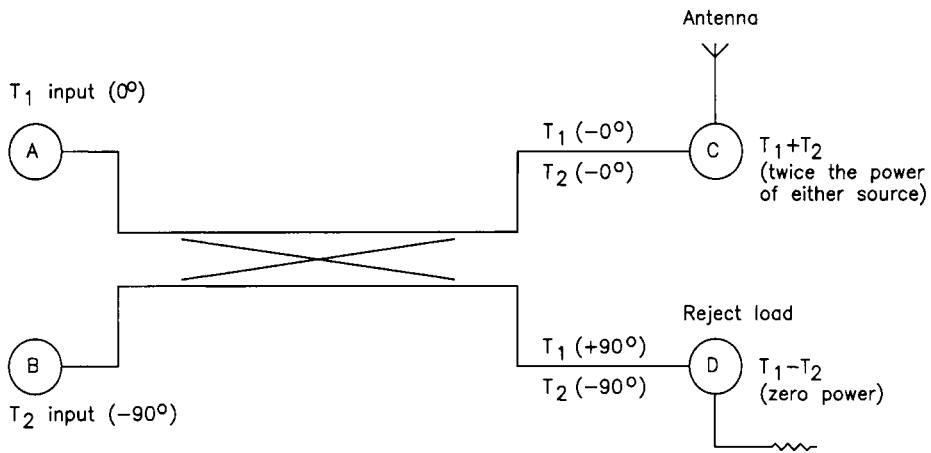 Antenna
T1 input (0°)
A
T1 (−0°)
T2 (−0°)
C
T1+T2
(twice the power
of either source)
B
T2 input (−90°)
T1 (+90°)
T2 (−90°)
Reject load
D
T1−T2
(zero power)